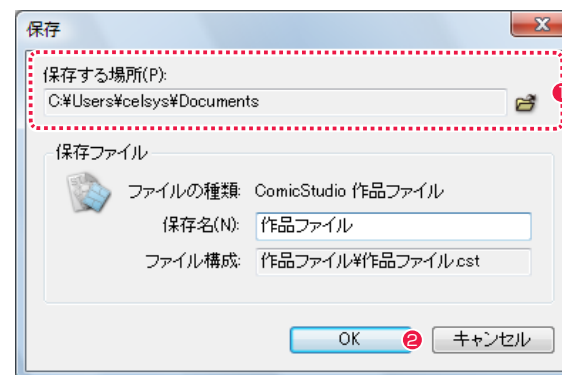 保存
保存する場所(P):
C:¥Users¥celsys¥Documents
❶
保存ファイル
ファイルの種類: ComicStudio 作品ファイル
保存名(N): 作品ファイル
ファイル構成: 作品ファイル¥作品ファイル.cst
OK ❷ キャンセル